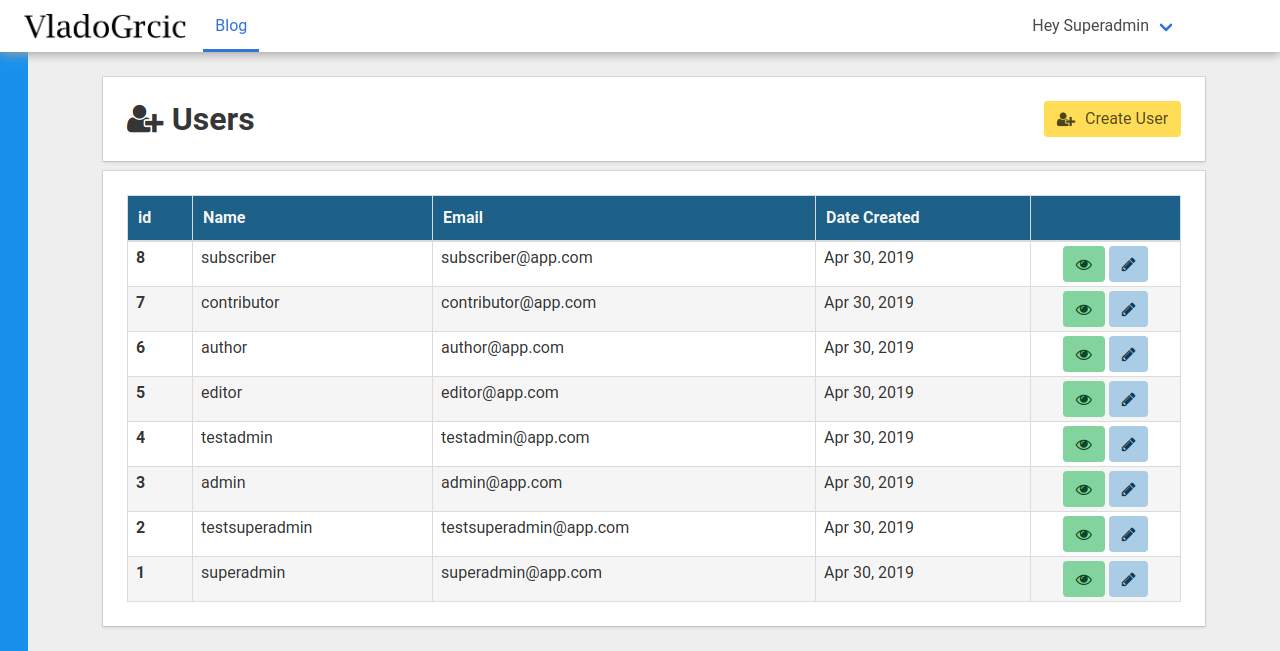 VladoGrcic Blog Hey Superadmin
Users Create User
id Name Email Date Created
8 subscriber subscriber@app.com Apr 30, 2019
7 contributor contributor@app.com Apr 30, 2019
6 author author@app.com Apr 30, 2019
5 editor editor@app.com Apr 30, 2019
4 testadmin testadmin@app.com Apr 30, 2019
3 admin admin@app.com Apr 30, 2019
2 testsuperadmin testsuperadmin@app.com Apr 30, 2019
1 superadmin superadmin@app.com Apr 30, 2019